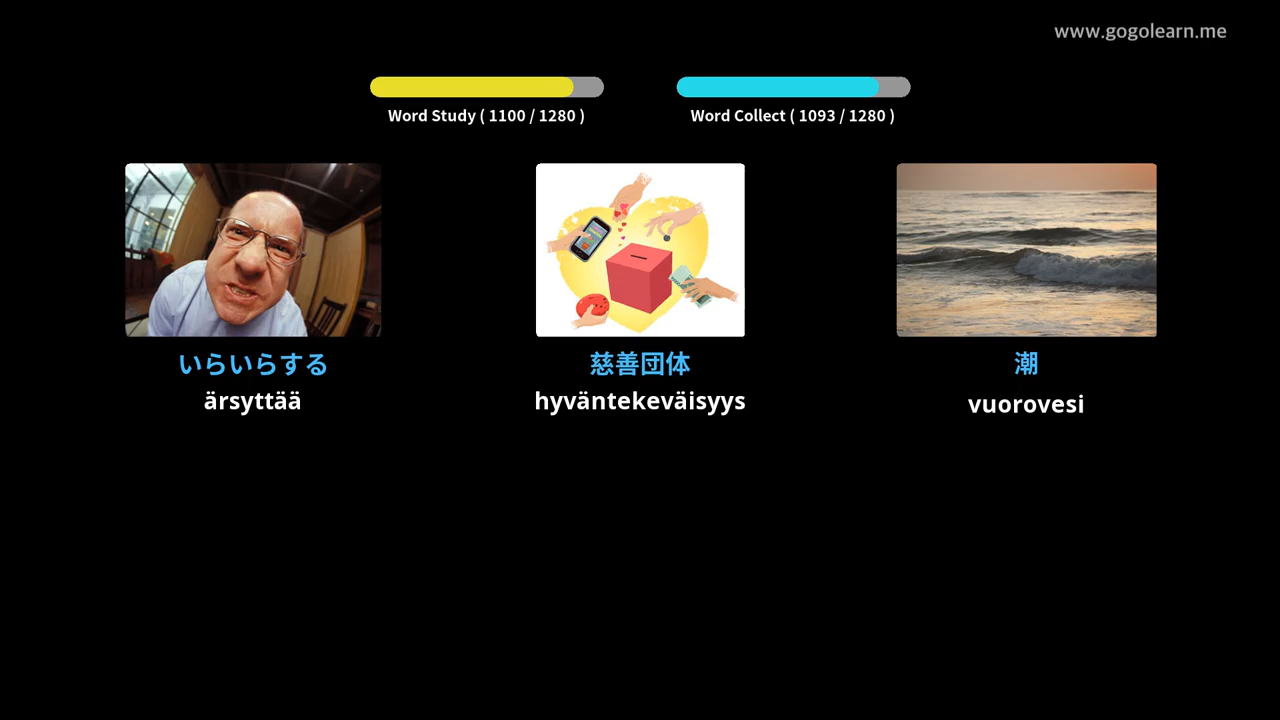 www.gogolearn.me
Word Study ( 1100 / 1280 )
Word Collect ( 1093 / 1280 )
いらいらする
ärsyttää
慈善団体
hyväntekeväisyys
潮
vuorovesi